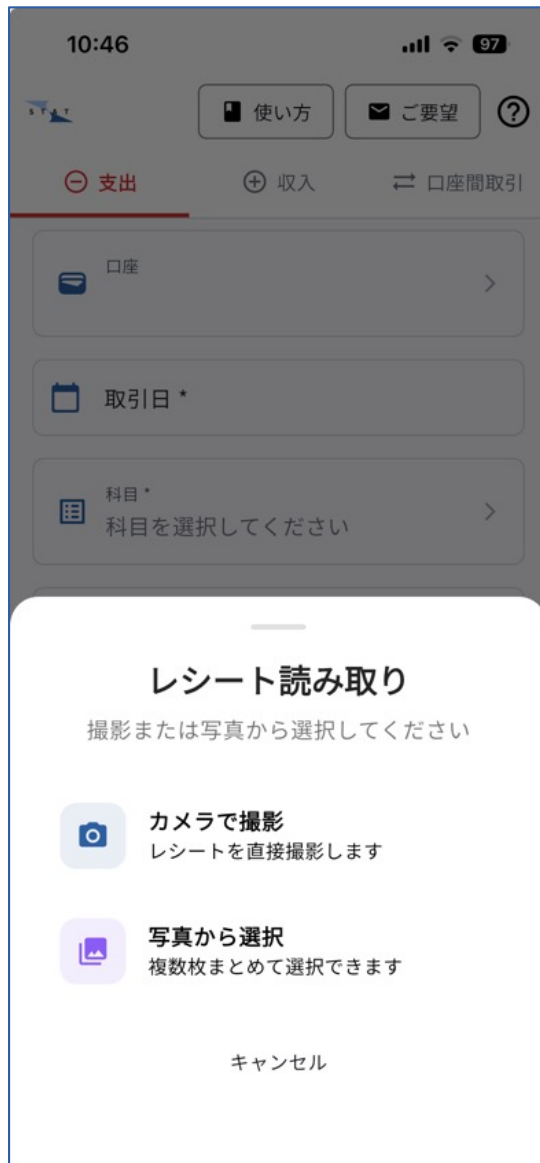 10:46
97
STAT
使い方
ご要望
支出
収入
口座間取引
口座
取引日 *
科目 *
科目を選択してください
レシート読み取り
撮影または写真から選択してください
カメラで撮影
レシートを直接撮影します
写真から選択
複数枚まとめて選択できます
キャンセル